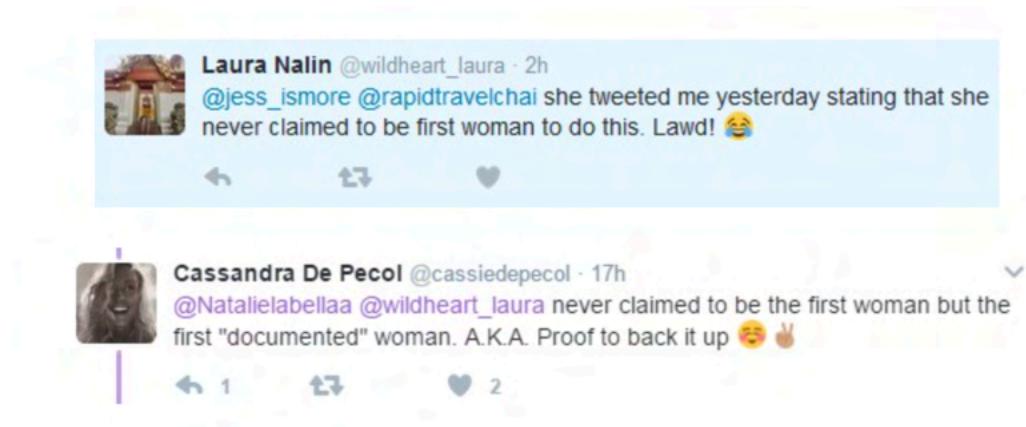 Laura Nalin @wildheart_laura · 2h
@jess_ismore @rapidtravelchai she tweeted me yesterday stating that she
never claimed to be first woman to do this. Lawd! 😂
Cassandra De Pecol @cassiedepecol · 17h
@Natalielabellaa @wildheart_laura never claimed to be the first woman but the
first "documented" woman. A.K.A. Proof to back it up ☺️ ✌🏽
1 2